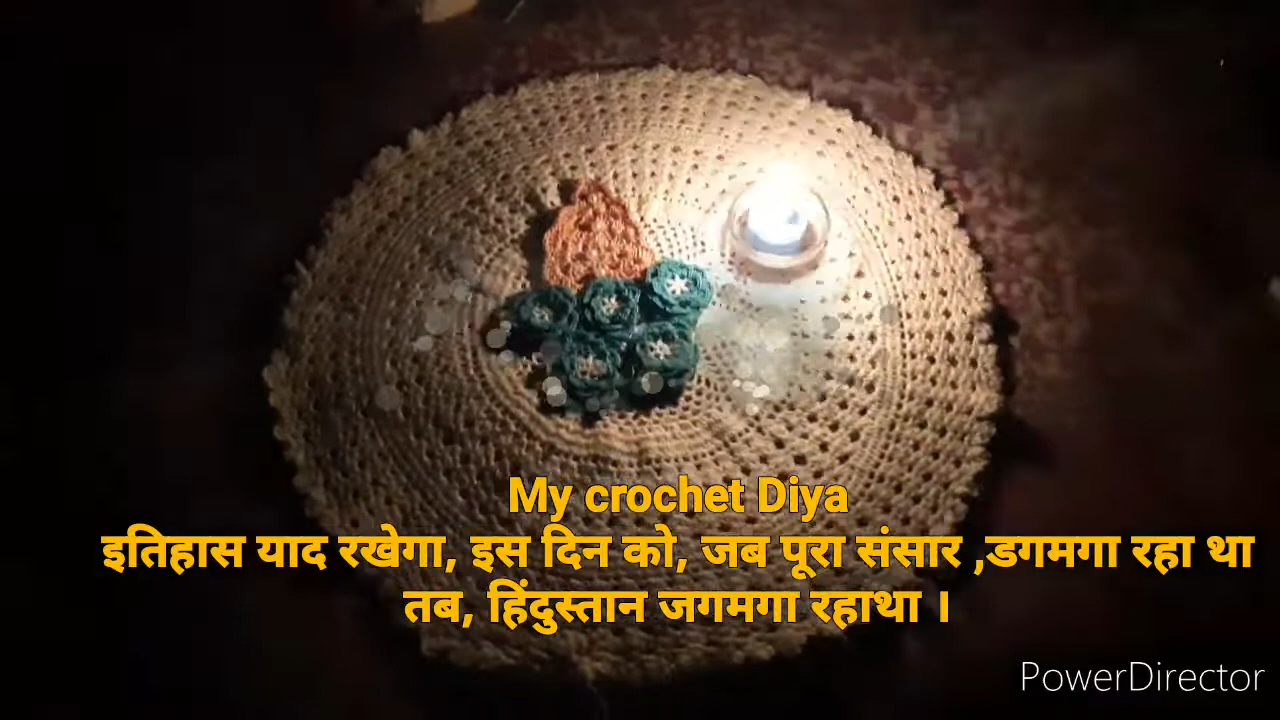 My crochet Diya
इतिहास याद रखेगा, इस दिन को, जब पूरा संसार ,डगमगा रहा था
तब, हिंदुस्तान जगमगा रहाथा ।
PowerDirector